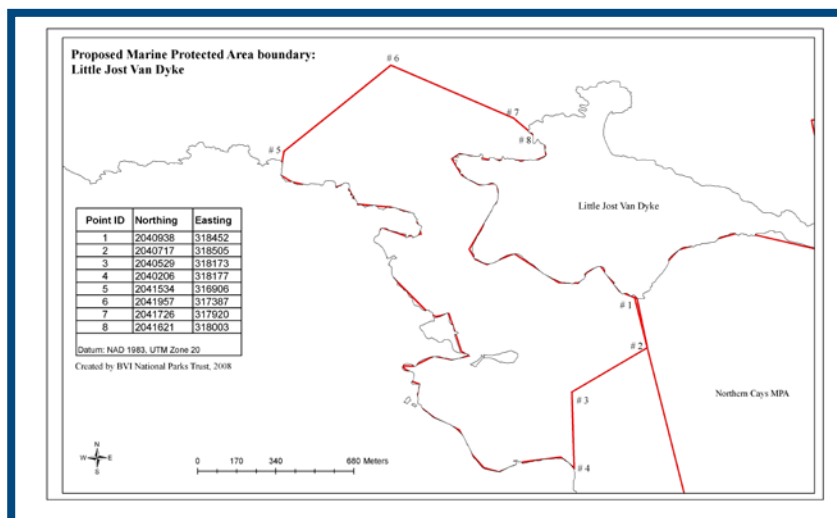 Proposed Marine Protected Area boundary:
Little Jost Van Dyke
# 6
# 7
# 8
# 5
Little Jost Van Dyke
Point ID Northing Easting
1 2040938 318452
2 2040717 318505
3 2040529 318173
4 2040206 318177
5 2041534 316906
6 2041957 317387
7 2041726 317920
8 2041621 318003
Datum: NAD 1983, UTM Zone 20
Created by BVI National Parks Trust, 2008
# 1
# 2
# 3
Northern Cays MPA
# 4
N
W E
S
0 170 340 680 Meters